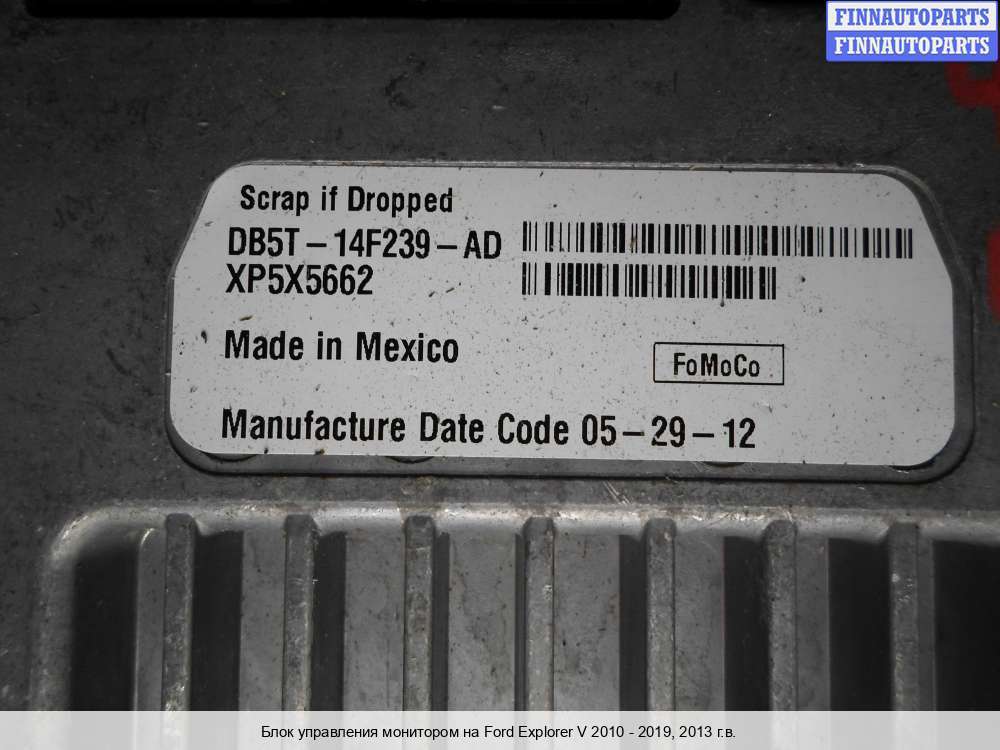 FINNAUTOPARTS
FINNAUTOPARTS
Scrap if Dropped
DB5T-14F239-AD
XP5X5662
Made in Mexico
FoMoCo
Manufacture Date Code 05-29-12
Блок управления монитором на Ford Explorer V 2010 - 2019, 2013 г.в.